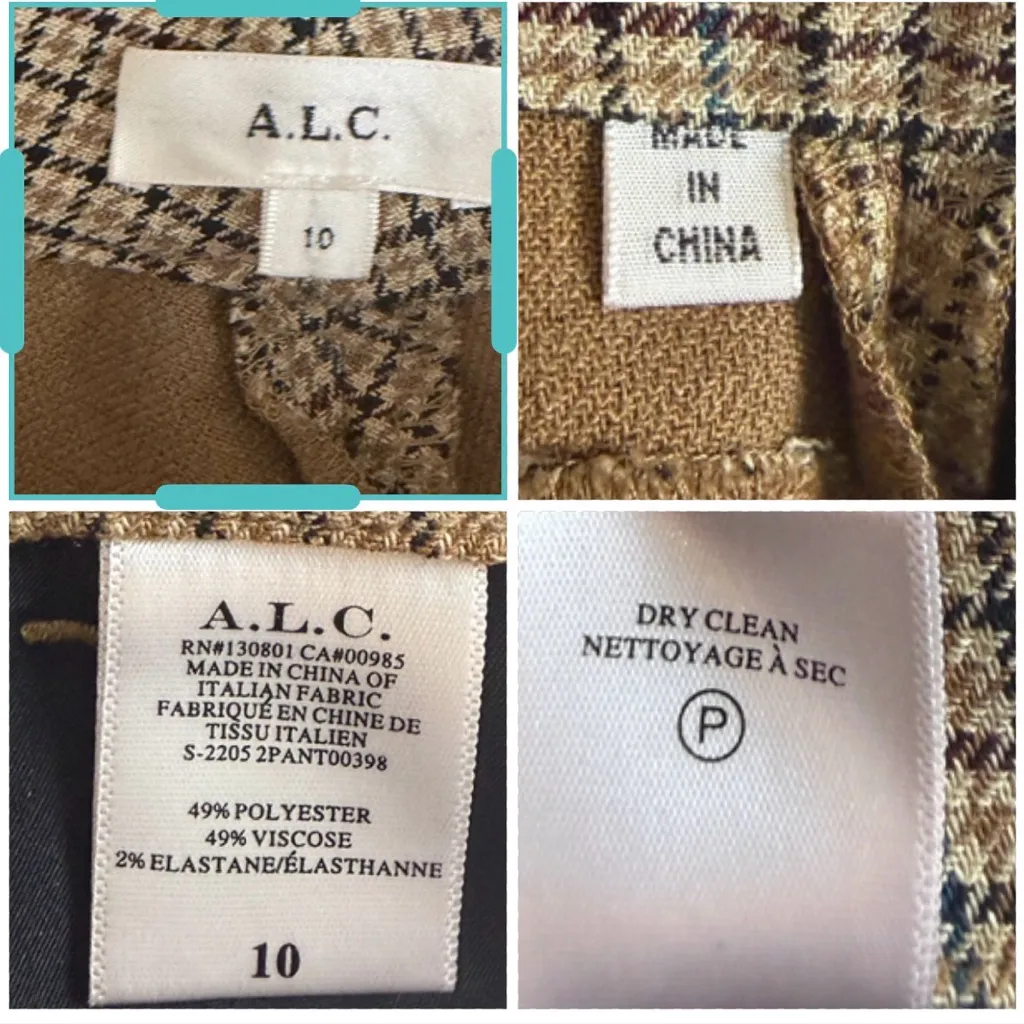 A.L.C.
10
MADE
IN
CHINA
A.L.C.
RN#130801 CA#00985
MADE IN CHINA OF
ITALIAN FABRIC
FABRIQUÉ EN CHINE DE
TISSU ITALIEN
S-2205 2PANT00398
49% POLYESTER
49% VISCOSE
2% ELASTANE/ÉLASTHANNE
10
DRY CLEAN
NETTOYAGE À SEC
P